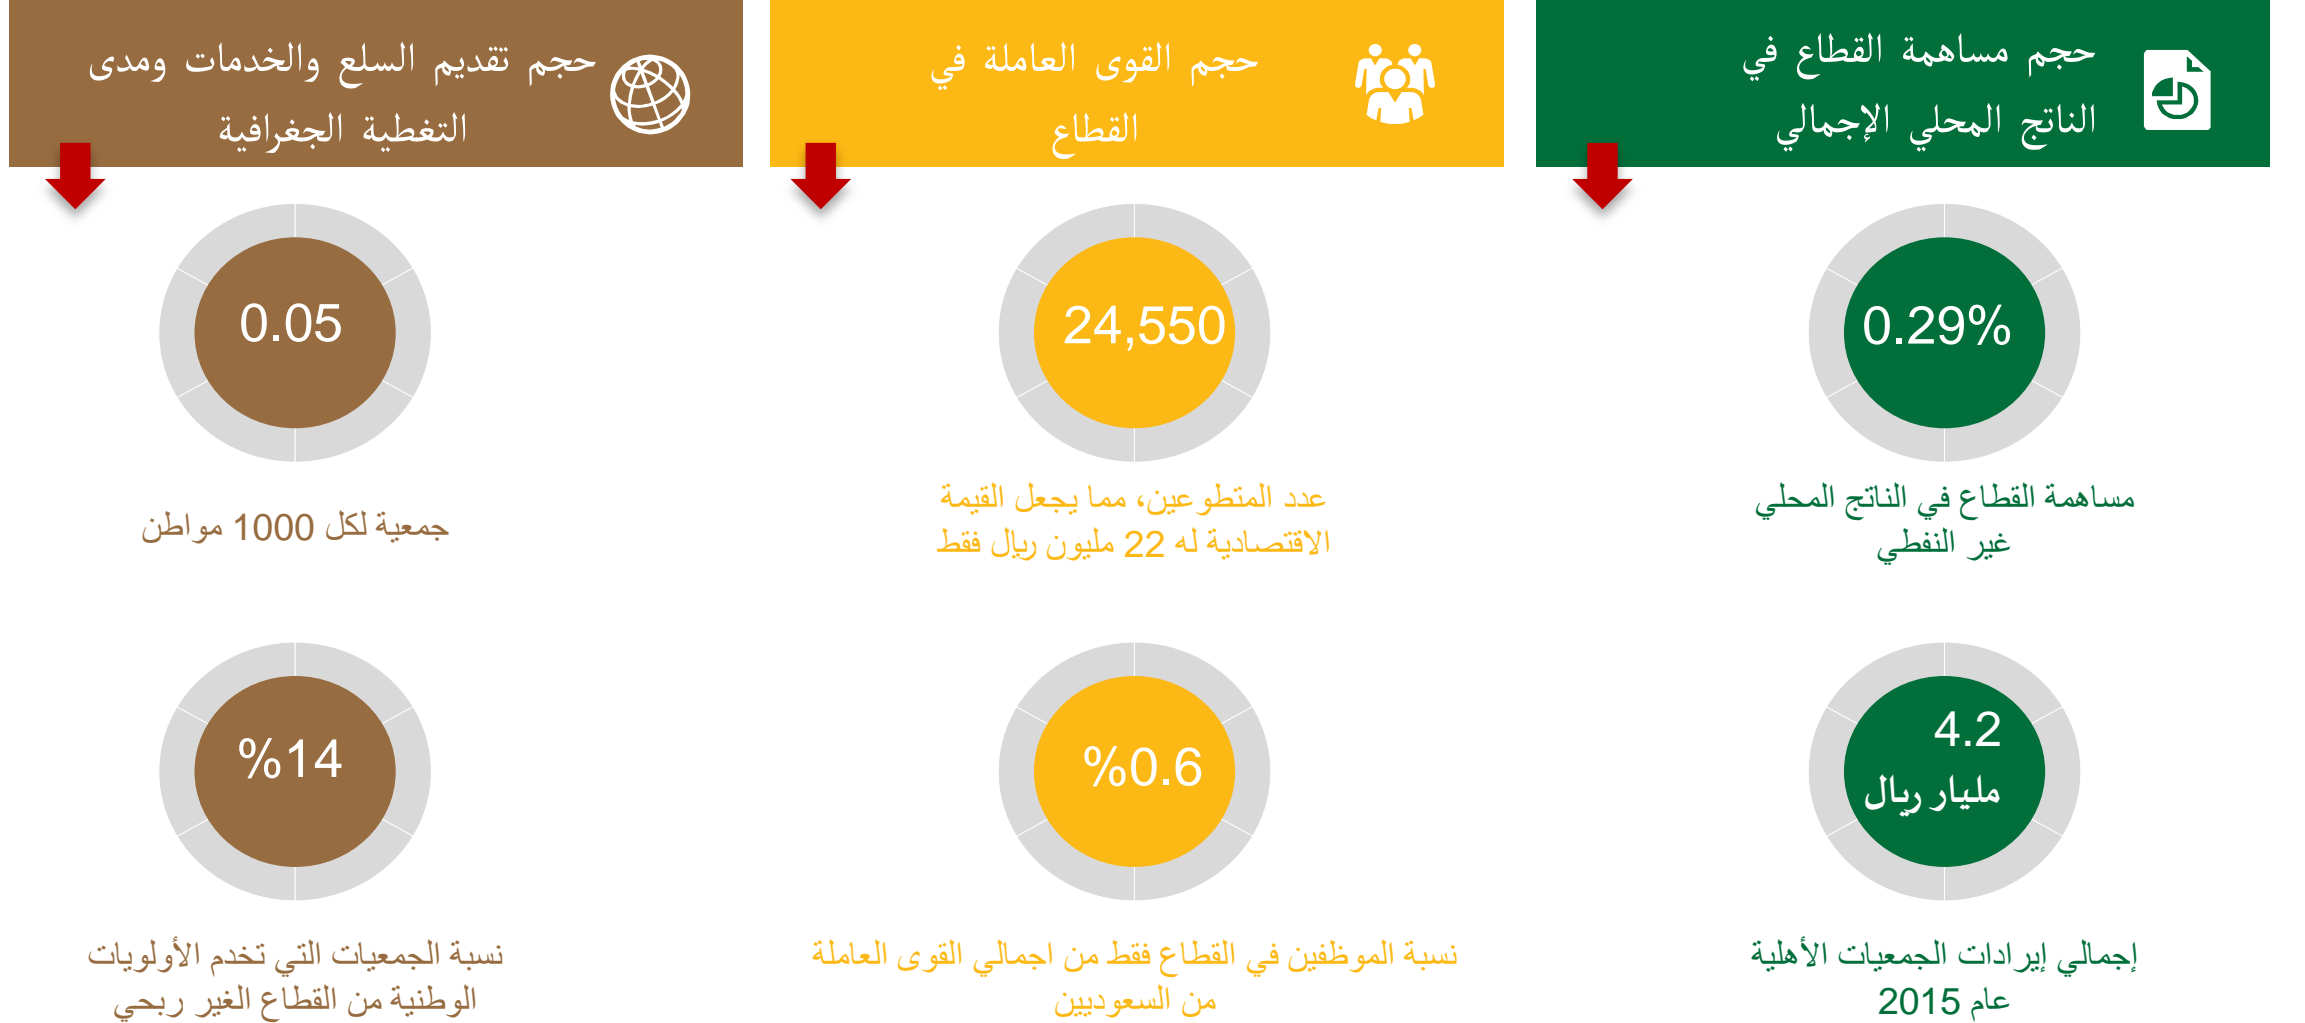 حجم مساهمة القطاع في
الناتج المحلي الإجمالي
0.29%
مساهمة القطاع في الناتج المحلي
غير النفطي
4.2
مليار ريال
إجمالي إيرادات الجمعيات الأهلية
عام 2015
حجم القوى العاملة في
القطاع
24,550
عدد المتطوعين، مما يجعل القيمة
الاقتصادية له 22 مليون ريال فقط
%0.6
نسبة الموظفين في القطاع فقط من اجمالي القوى العاملة
من السعوديين
حجم تقديم السلع والخدمات ومدى
التغطية الجغرافية
0.05
جمعية لكل 1000 مواطن
%14
نسبة الجمعيات التي تخدم الأولويات
الوطنية من القطاع الغير ربحي